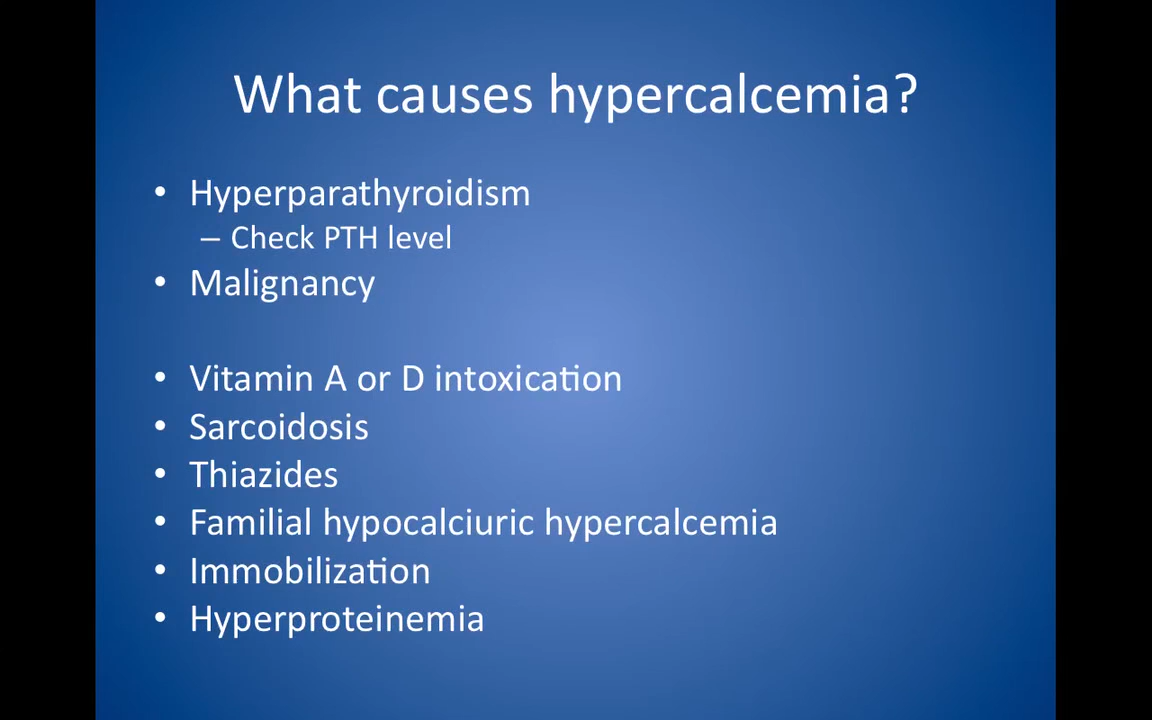 What causes hypercalcemia?
• Hyperparathyroidism
– Check PTH level
• Malignancy
• Vitamin A or D intoxication
• Sarcoidosis
• Thiazides
• Familial hypocalciuric hypercalcemia
• Immobilization
• Hyperproteinemia